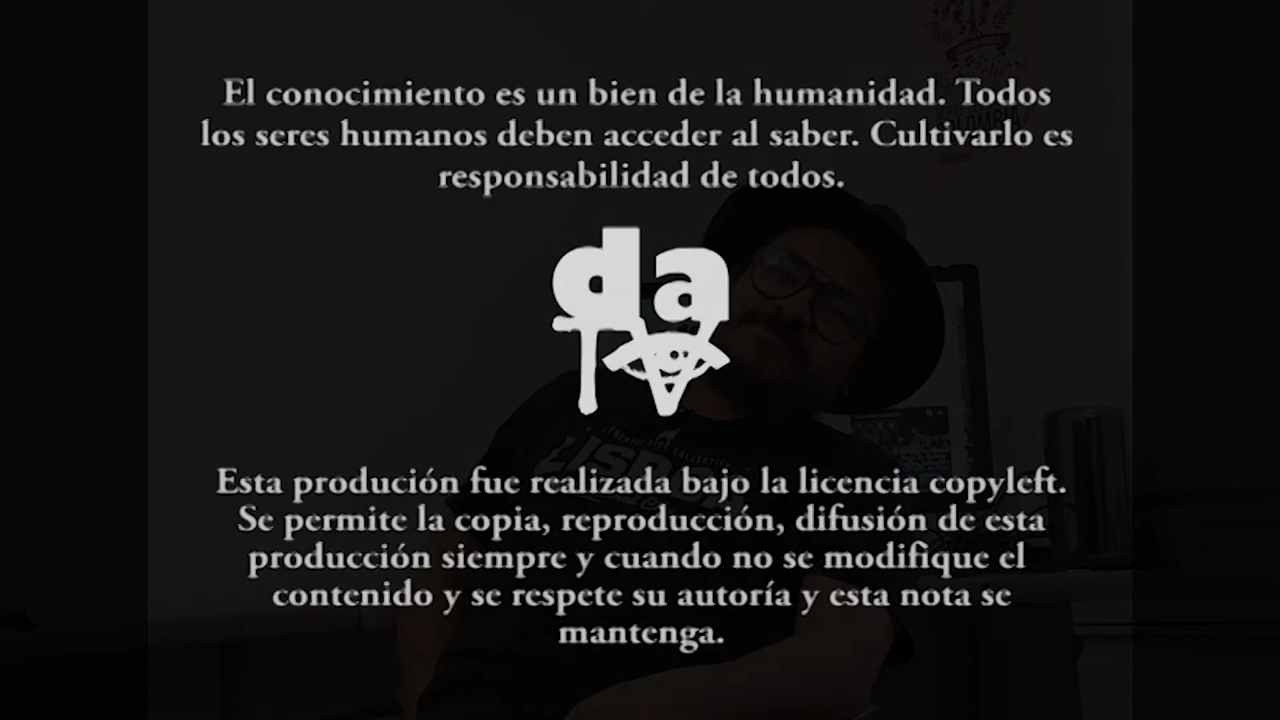 El conocimiento es un bien de la humanidad. Todos
los seres humanos deben acceder al saber. Cultivarlo es
responsabilidad de todos.
da
TV
Esta produción fue realizada bajo la licencia copyleft.
Se permite la copia, reproducción, difusión de esta
producción siempre y cuando no se modifique el
contenido y se respete su autoría y esta nota se
mantenga.